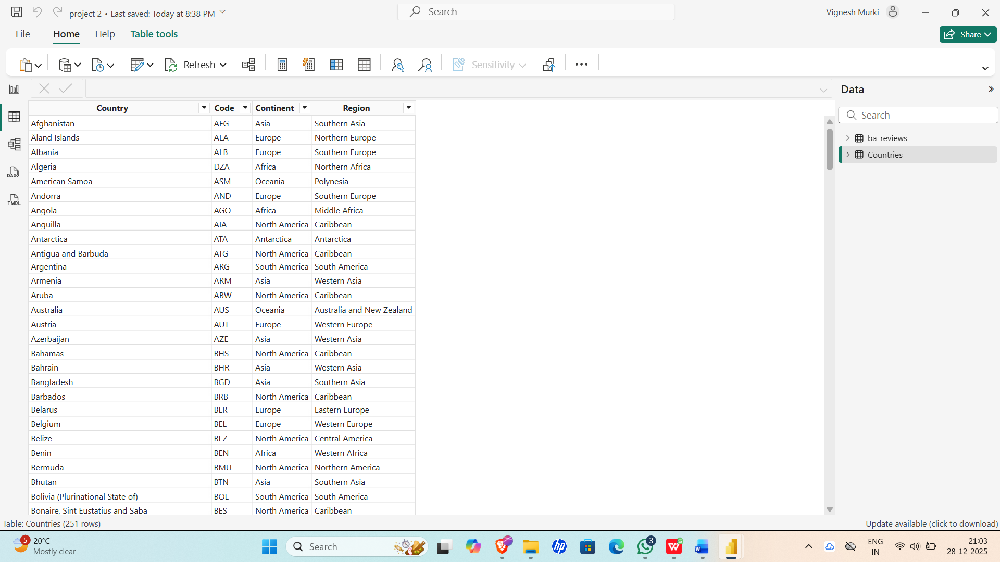 project 2 • Last saved: Today at 8:38 PM
Search
Vignesh Murki
File Home Help Table tools
Share
Refresh
Sensitivity
Data
Country Code Continent Region
Search
Afghanistan AFG Asia Southern Asia
Åland Islands ALA Europe Northern Europe
ba_reviews
Albania ALB Europe Southern Europe
Countries
Algeria DZA Africa Northern Africa
DAX
American Samoa ASM Oceania Polynesia
Andorra AND Europe Southern Europe
TMDL
Angola AGO Africa Middle Africa
Anguilla AIA North America Caribbean
Antarctica ATA Antarctica Antarctica
Antigua and Barbuda ATG North America Caribbean
Argentina ARG South America South America
Armenia ARM Asia Western Asia
Aruba ABW North America Caribbean
Australia AUS Oceania Australia and New Zealand
Austria AUT Europe Western Europe
Azerbaijan AZE Asia Western Asia
Bahamas BHS North America Caribbean
Bahrain BHR Asia Western Asia
Bangladesh BGD Asia Southern Asia
Barbados BRB North America Caribbean
Belarus BLR Europe Eastern Europe
Belgium BEL Europe Western Europe
Belize BLZ North America Central America
Benin BEN Africa Western Africa
Bermuda BMU North America Northern America
Bhutan BTN Asia Southern Asia
Bolivia (Plurinational State of) BOL South America South America
Bonaire, Sint Eustatius and Saba BES North America Caribbean
Table: Countries (251 rows)
Update available (click to download)
5
20°C
Mostly clear
Search
hp
3
W
S
W
ENG
IN
21:03
28-12-2025